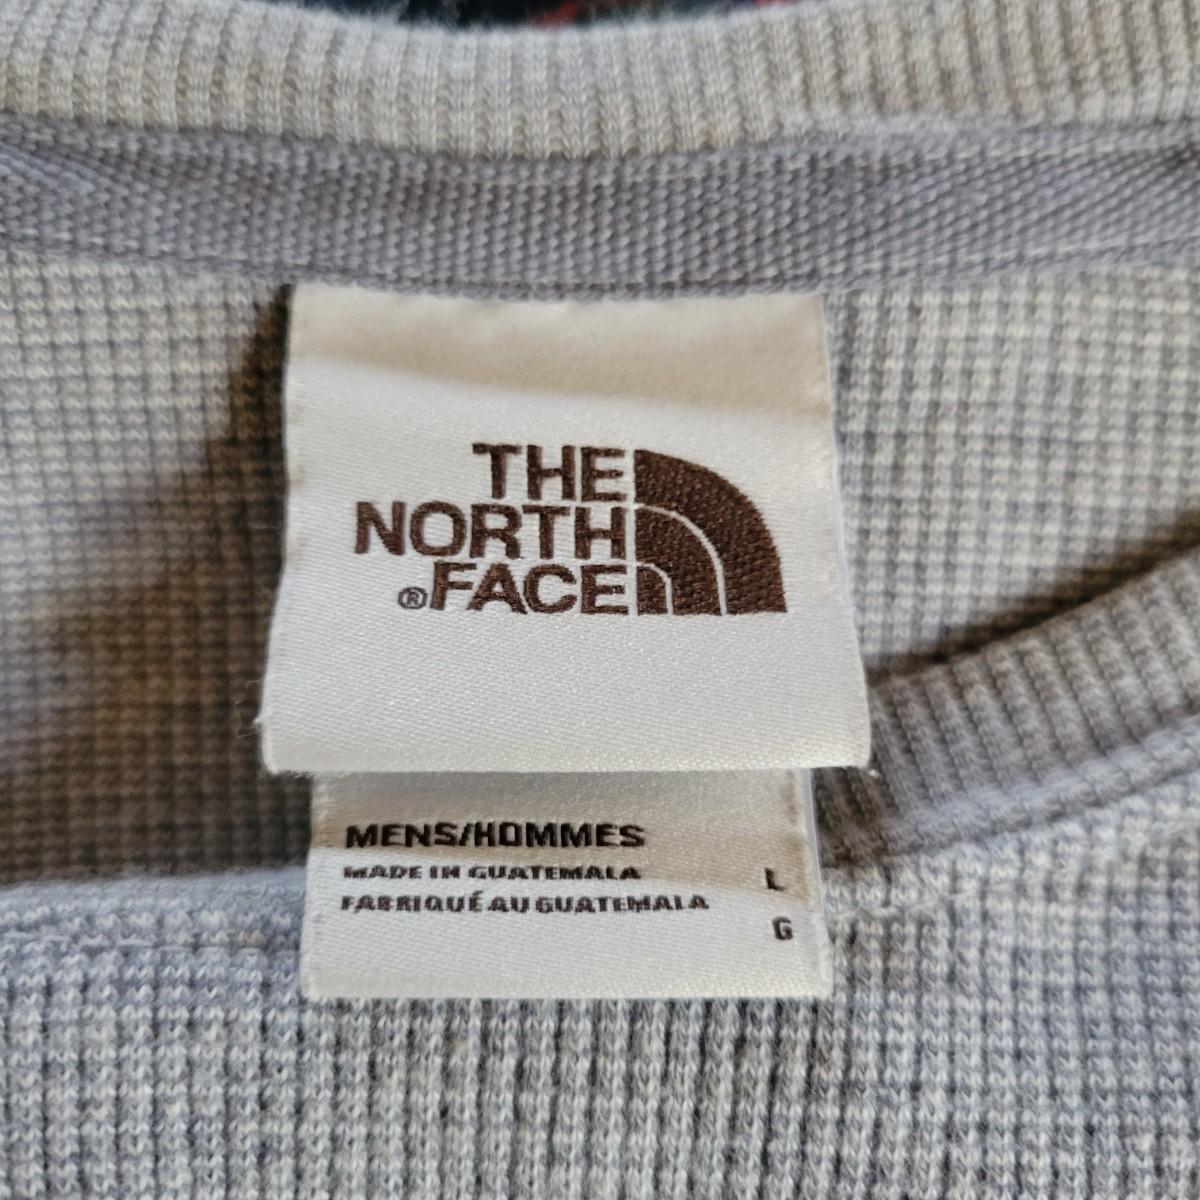 THE
NORTH
®FACE
MENS/HOMMES
MADE IN GUATEMALA L
FABRIQUÉ AU GUATEMALA
G